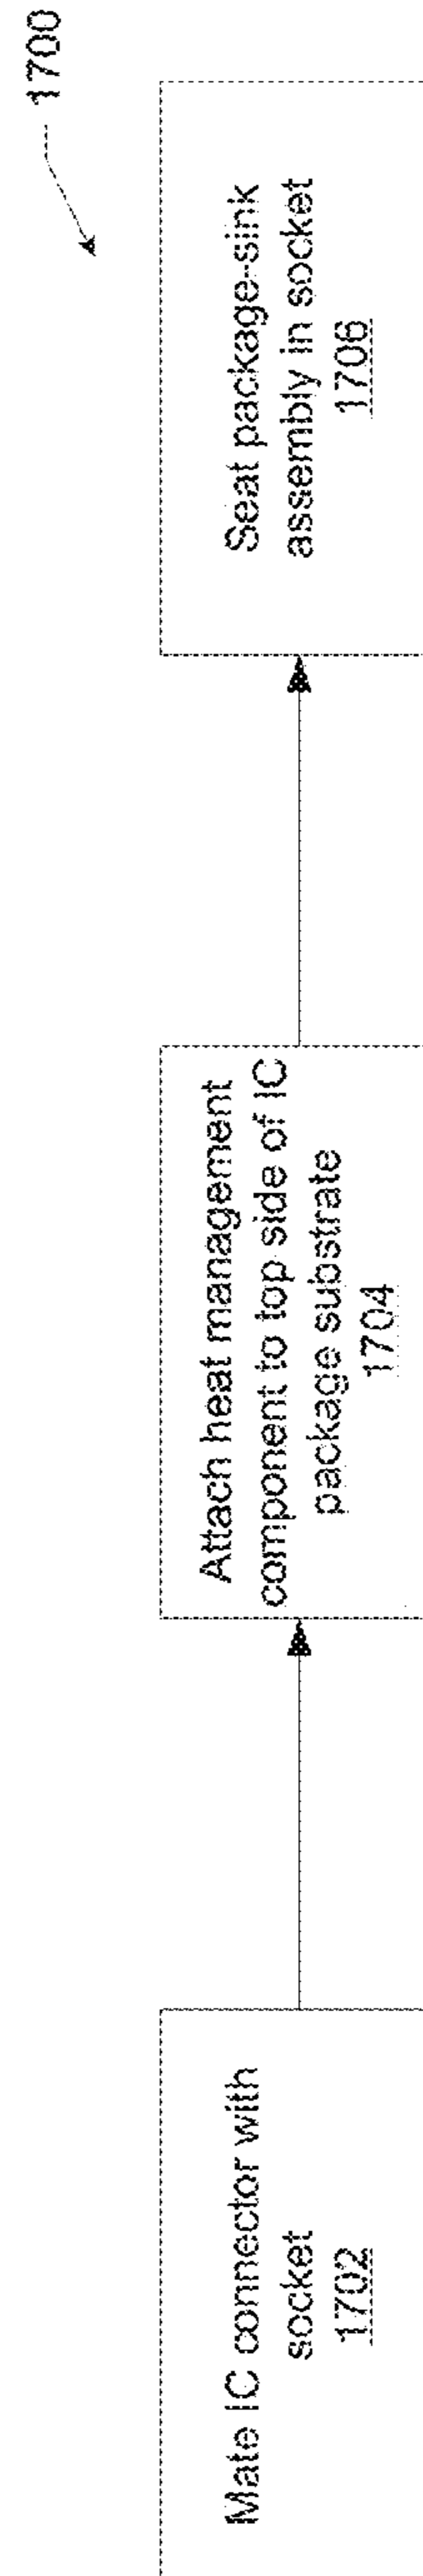 1700
Mate IC connector with
socket
1702
Attach heat management
component to top side of IC
package substrate
1704
Seat package-sink
assembly in socket
1706